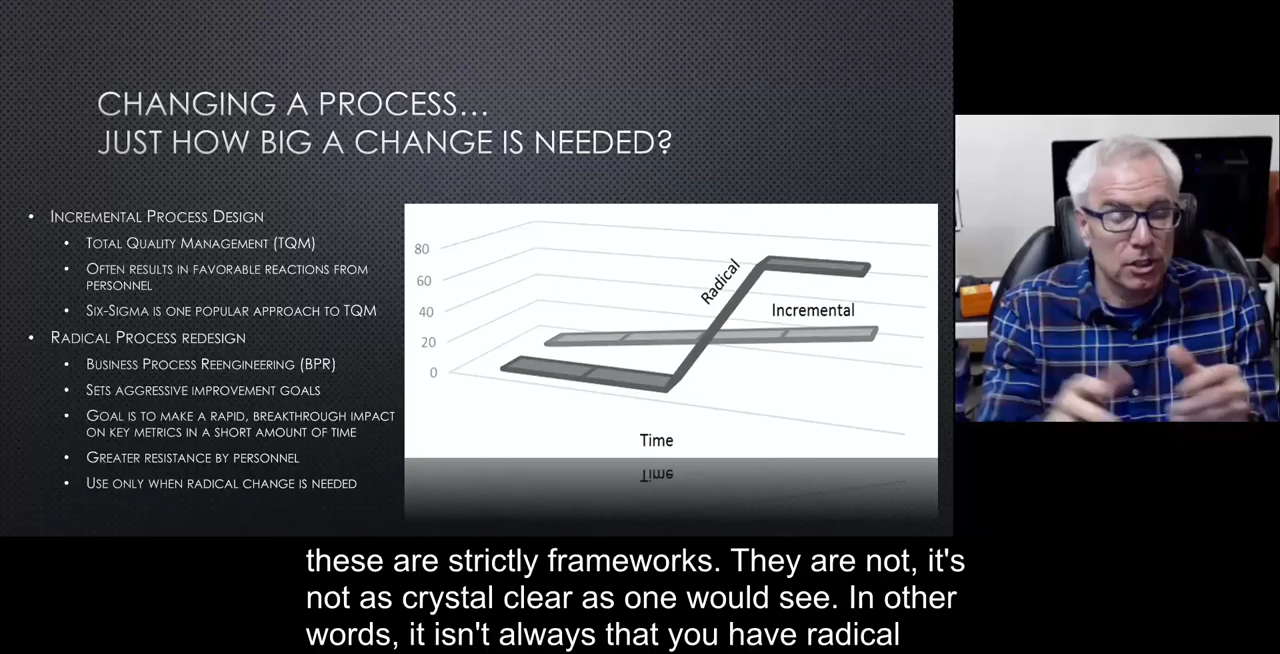 CHANGING A PROCESS…
JUST HOW BIG A CHANGE IS NEEDED?
• INCREMENTAL PROCESS DESIGN
• TOTAL QUALITY MANAGEMENT (TQM)
• OFTEN RESULTS IN FAVORABLE REACTIONS FROM
PERSONNEL
• SIX-SIGMA IS ONE POPULAR APPROACH TO TQM
• RADICAL PROCESS REDESIGN
• BUSINESS PROCESS REENGINEERING (BPR)
• SETS AGGRESSIVE IMPROVEMENT GOALS
• GOAL IS TO MAKE A RAPID, BREAKTHROUGH IMPACT
ON KEY METRICS IN A SHORT AMOUNT OF TIME
• GREATER RESISTANCE BY PERSONNEL
• USE ONLY WHEN RADICAL CHANGE IS NEEDED
80
60
40
20
0
Radical
Incremental
Time
Time
these are strictly frameworks. They are not, it's
not as crystal clear as one would see. In other
words, it isn't always that you have radical